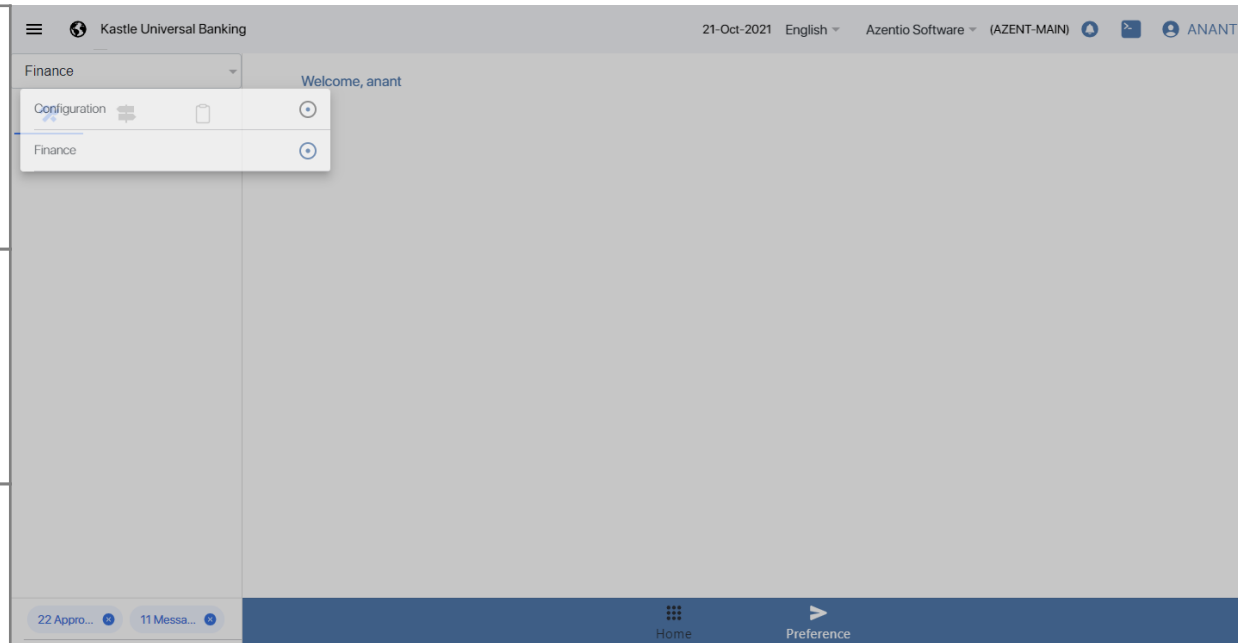 Kastle Universal Banking 21-Oct-2021 English Azentio Software (AZENT-MAIN) ANANT
Finance
Welcome, anant
Configuration
Finance
22 Appro... 11 Messa...
Home Preference